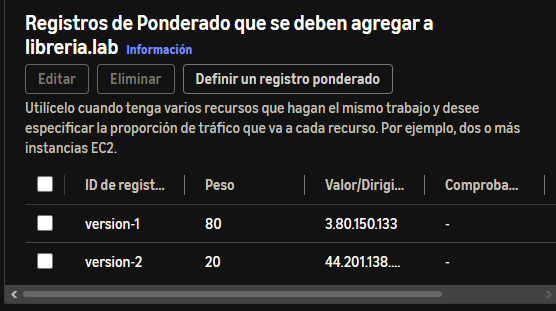 Registros de Ponderado que se deben agregar a
libreria.lab Información
Editar Eliminar Definir un registro ponderado
Utilícelo cuando tenga varios recursos que hagan el mismo trabajo y desee
especificar la proporción de tráfico que va a cada recurso. Por ejemplo, dos o más
instancias EC2.
ID de regist... Peso Valor/Dirigi... Comproba...
version-1 80 3.80.150.133 -
version-2 20 44.201.138.... -